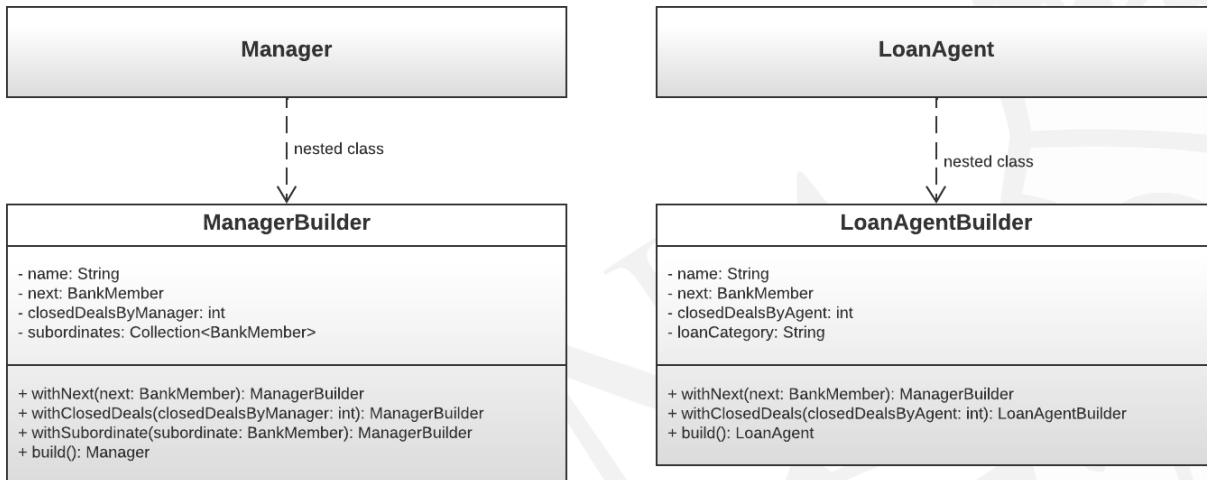 Manager
nested class
ManagerBuilder
- name: String
- next: BankMember
- closedDealsByManager: int
- subordinates: Collection<BankMember>
+ withNext(next: BankMember): ManagerBuilder
+ withClosedDeals(closedDealsByManager: int): ManagerBuilder
+ withSubordinate(subordinate: BankMember): ManagerBuilder
+ build(): Manager
LoanAgent
nested class
LoanAgentBuilder
- name: String
- next: BankMember
- closedDealsByAgent: int
- loanCategory: String
+ withNext(next: BankMember): ManagerBuilder
+ withClosedDeals(closedDealsByAgent: int): LoanAgentBuilder
+ build(): LoanAgent